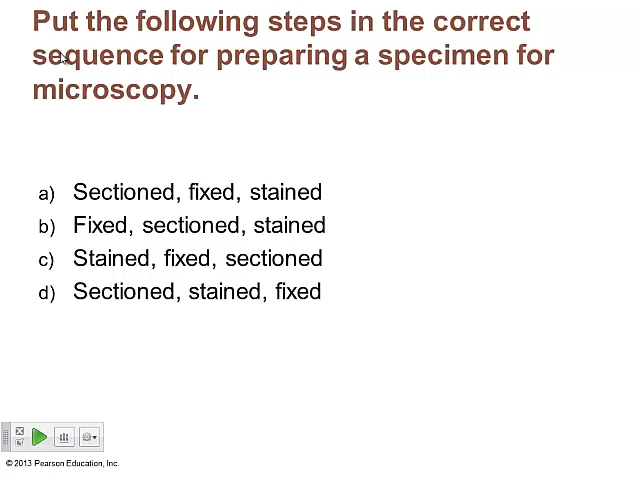 Put the following steps in the correct
sequence for preparing a specimen for
microscopy.
a) Sectioned, fixed, stained
b) Fixed, sectioned, stained
c) Stained, fixed, sectioned
d) Sectioned, stained, fixed
© 2013 Pearson Education, Inc.